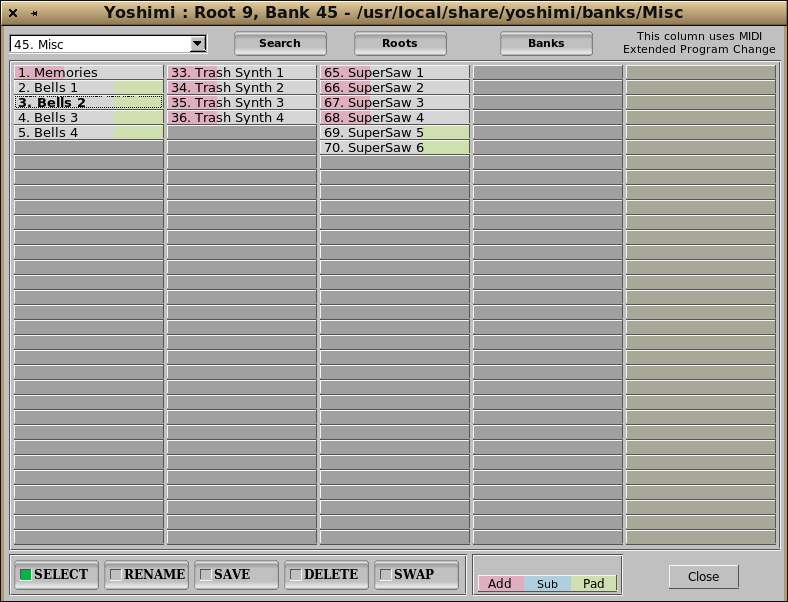 Yoshimi : Root 9, Bank 45 - /usr/local/share/yoshimi/banks/Misc
45. Misc
Search
Roots
Banks
This column uses MIDI
Extended Program Change
1. Memories
2. Bells 1
3. Bells 2
4. Bells 3
5. Bells 4
33. Trash Synth 1
34. Trash Synth 2
35. Trash Synth 3
36. Trash Synth 4
65. SuperSaw 1
66. SuperSaw 2
67. SuperSaw 3
68. SuperSaw 4
69. SuperSaw 5
70. SuperSaw 6
SELECT
RENAME
SAVE
DELETE
SWAP
Add
Sub
Pad
Close